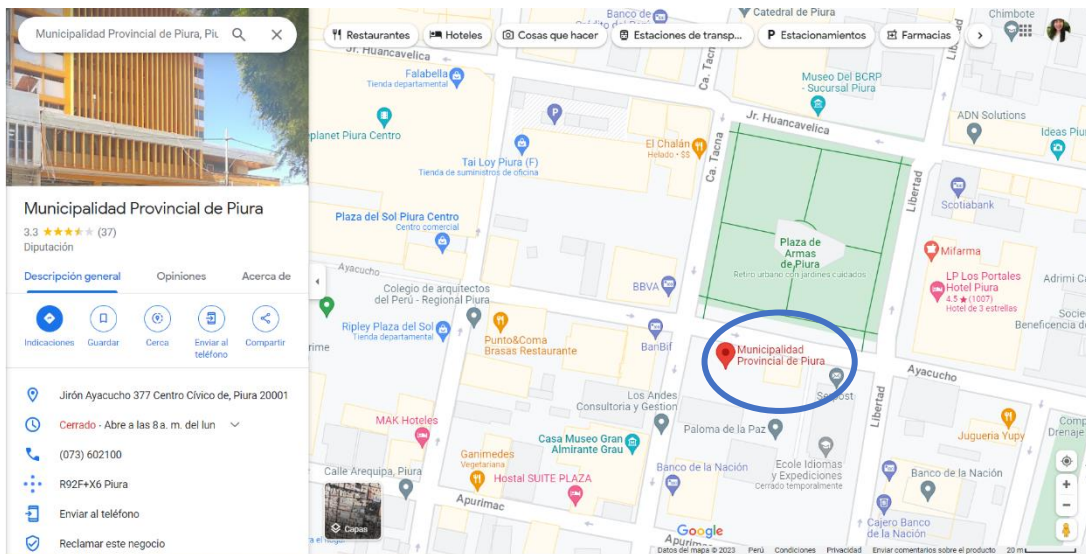 Municipalidad Provincial de Piura, Piu
Restaurantes
Hoteles
Cosas que hacer
Estaciones de transp...
Estacionamientos
Farmacias
Municipalidad Provincial de Piura
3.3 (37)
Diputación
Descripción general
Opiniones
Acerca de
Indicaciones
Guardar
Cerca
Enviar al
teléfono
Compartir
Jirón Ayacucho 377 Centro Cívico de, Piura 20001
Cerrado - Abre a las 8 a. m. del lun
(073) 602100
R92F+X6 Piura
Enviar al teléfono
Reclamar este negocio
Banco de
Catedral de Piura
Chimbote
Jr. Huancavelica
Falabella
Tienda departamental
Ca. Tacna
Museo Del BCRP
- Sucursal Piura
Jr. Huancavelica
ADN Solutions
Ideas Piu
planet Piura Centro
P
El Chalán
Helado • $$
Tai Loy Piura (F)
Tienda de suministros de oficina
Ca. Tacna
Libertad
Scotiabank
Plaza del Sol Piura Centro
Centro comercial
Plaza de
Armas
de Piura
Retiro urbano con jardines cuidados
Mifarma
Ayacucho
Colegio de arquitectos
del Perú - Regional Piura
BBVA
LP Los Portales
Hotel Piura
4.5 (1007)
Hotel de 3 estrellas
Adrimi C
Socie
Beneficencia d
Ripley Plaza del Sol
Tienda departamental
rime
Punto&Coma
Brasas Restaurante
BanBif
Municipalidad
Provincial de Piura
Ayacucho
Serpost
Los Andes
Consultoria y Gestion
Libertad
MAK Hoteles
Paloma de la Paz
Jugueria Yupy
Comp
Drenaje
Casa Museo Gran
Almirante Grau
Ganimedes
Vegetariana
Calle Arequipa, Piura
Hostal SUITE PLAZA
Banco de la Nación
Ecole Idiomas
y Expediciones
Cerrado temporalmente
Banco de la Nación
Apurimac
Capas
Google
Apurimac
Cajero Banco
de la Nación
Datos del mapa © 2023
Perú
Condiciones
Privacidad
Enviar comentarios sobre el producto
20 m